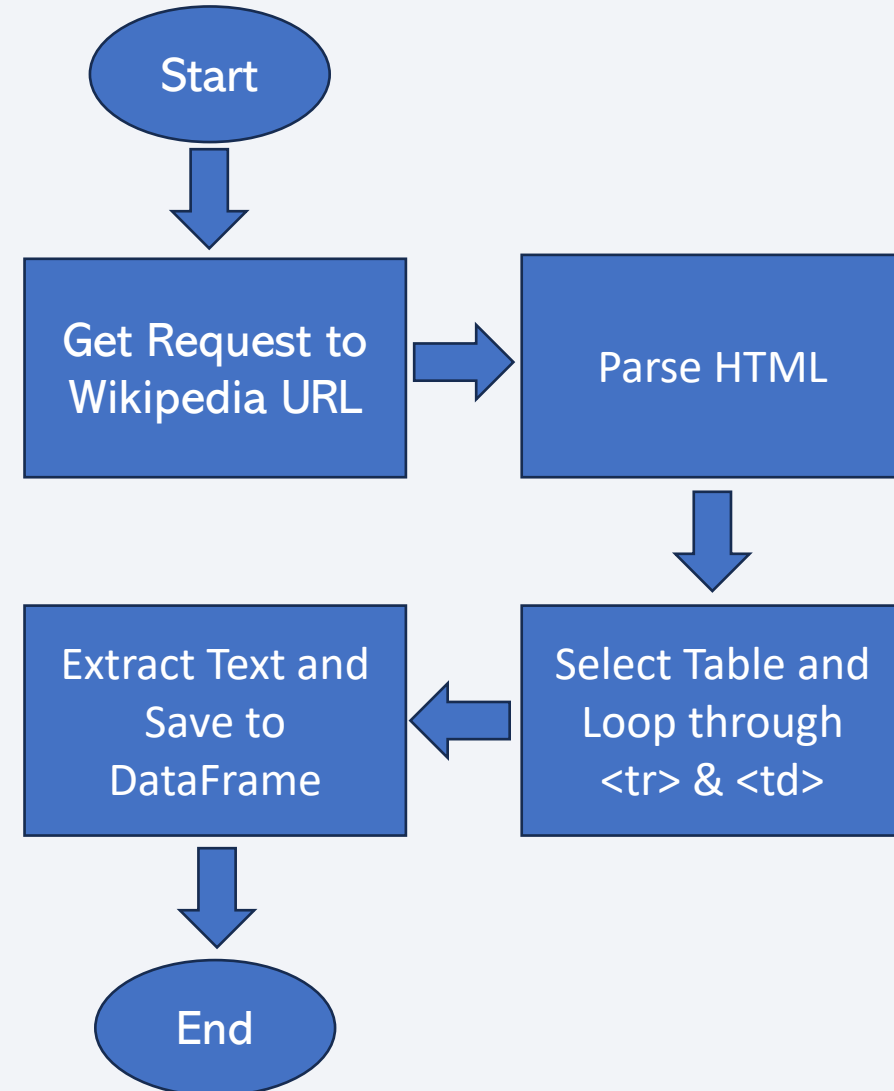 Start
Get Request to
Wikipedia URL
Parse HTML
Select Table and
Loop through
<tr> & <td>
Extract Text and
Save to
DataFrame
End